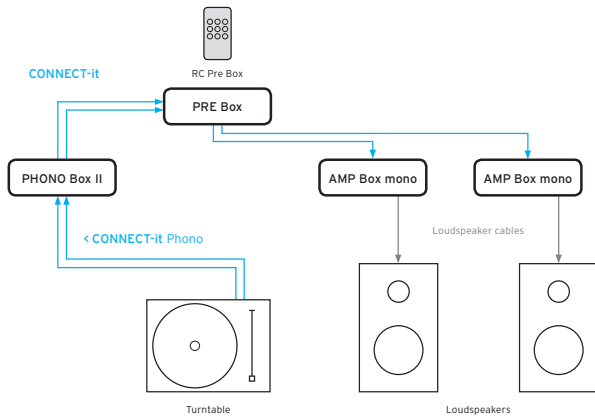 RC Pre Box
CONNECT-it
PRE Box
PHONO Box II
AMP Box mono
AMP Box mono
Loudspeaker cables
< CONNECT-it Phono
Turntable
Loudspeakers